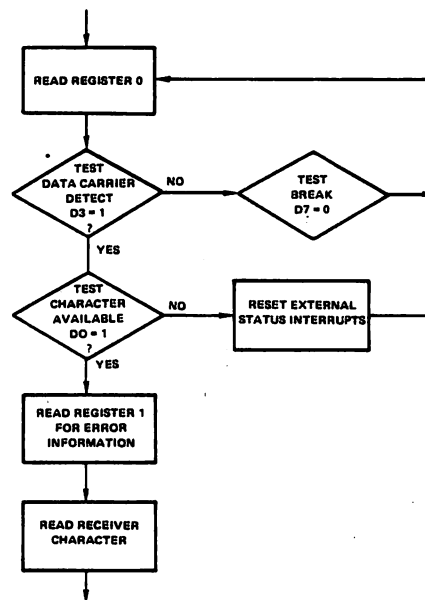 READ REGISTER 0
TEST
DATA CARRIER
DETECT
D3 = 1
?
NO
TEST
BREAK
D7 = 0
YES
TEST
CHARACTER
AVAILABLE
DO = 1
?
NO
RESET EXTERNAL
STATUS INTERRUPTS
YES
READ REGISTER 1
FOR ERROR
INFORMATION
READ RECEIVER
CHARACTER